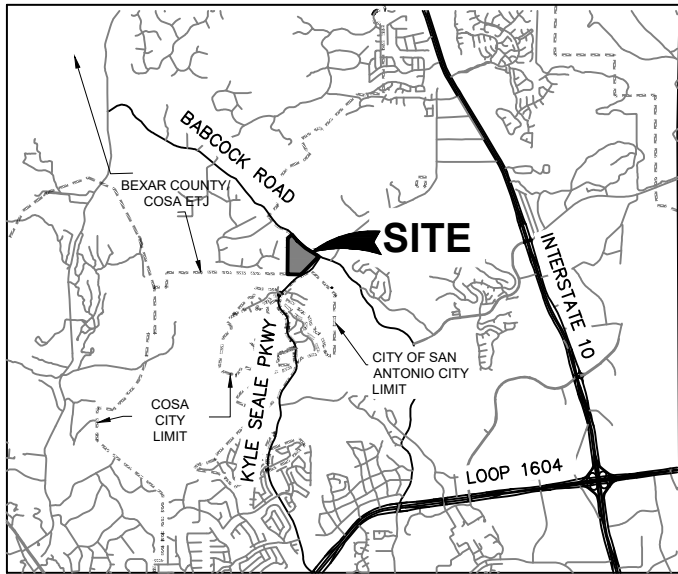 BABCOCK ROAD
BEXAR COUNTY/
COSA ETJ
SITE
INTERSTATE 10
KYLE SEALE PKWY
CITY OF SAN
ANTONIO CITY
LIMIT
COSA
CITY
LIMIT
LOOP 1604